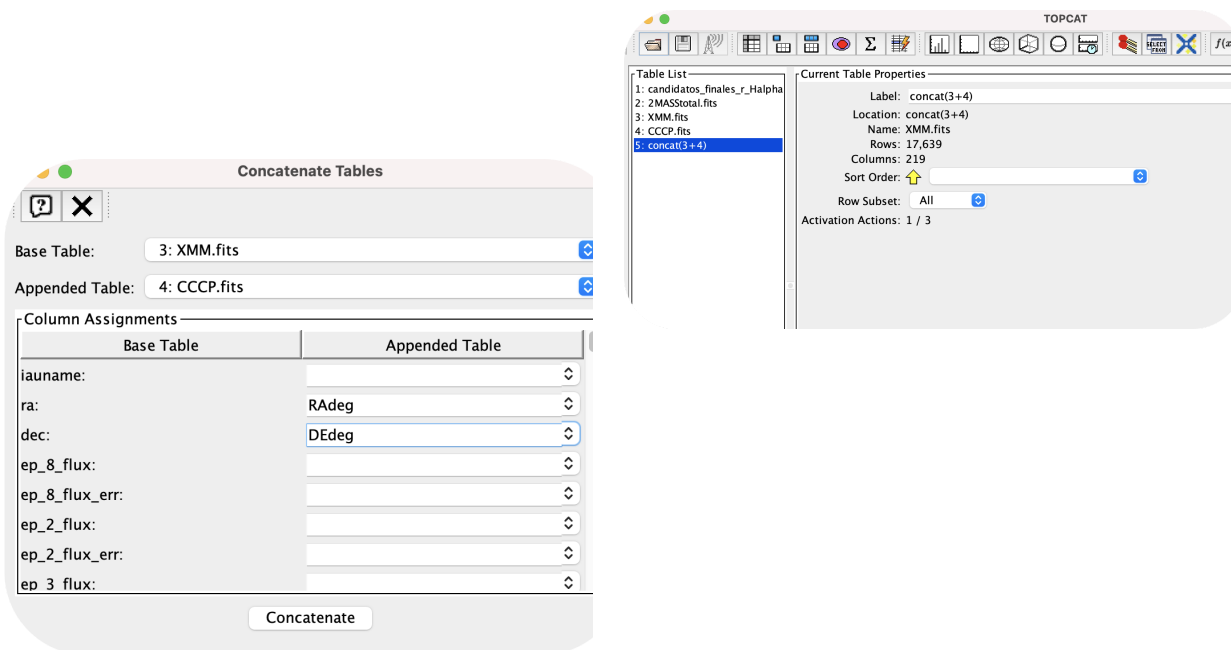 Concatenate Tables
Base Table: 3: XMM.fits
Appended Table: 4: CCCP.fits
Column Assignments
Base Table Appended Table
iauname:
ra: RAdeg
dec: DEdeg
ep_8_flux:
ep_8_flux_err:
ep_2_flux:
ep_2_flux_err:
ep_3_flux:
Concatenate
TOPCAT
SELECT
FROM
Table List
1: candidatos_finales_r_Halpha
2: 2MASStotal.fits
3: XMM.fits
4: CCCP.fits
5: concat(3+4)
Current Table Properties
Label: concat(3+4)
Location: concat(3+4)
Name: XMM.fits
Rows: 17,639
Columns: 219
Sort Order:
Row Subset: All
Activation Actions: 1 / 3